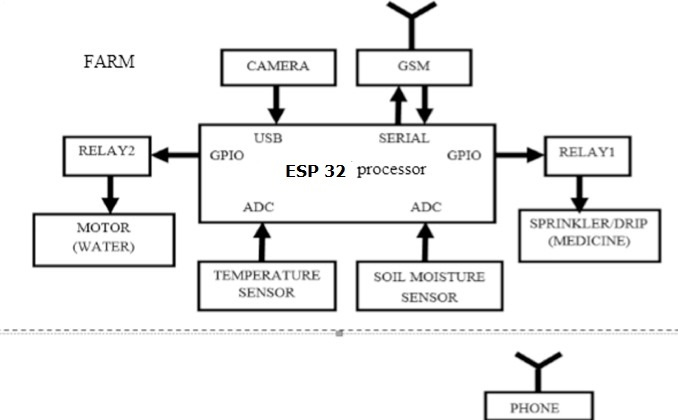 FARM
CAMERA
GSM
USB
SERIAL
RELAY2
GPIO
ESP 32 processor
GPIO
RELAY1
ADC
ADC
MOTOR
(WATER)
SPRINKLER/DRIP
(MEDICINE)
TEMPERATURE
SENSOR
SOIL MOISTURE
SENSOR
PHONE